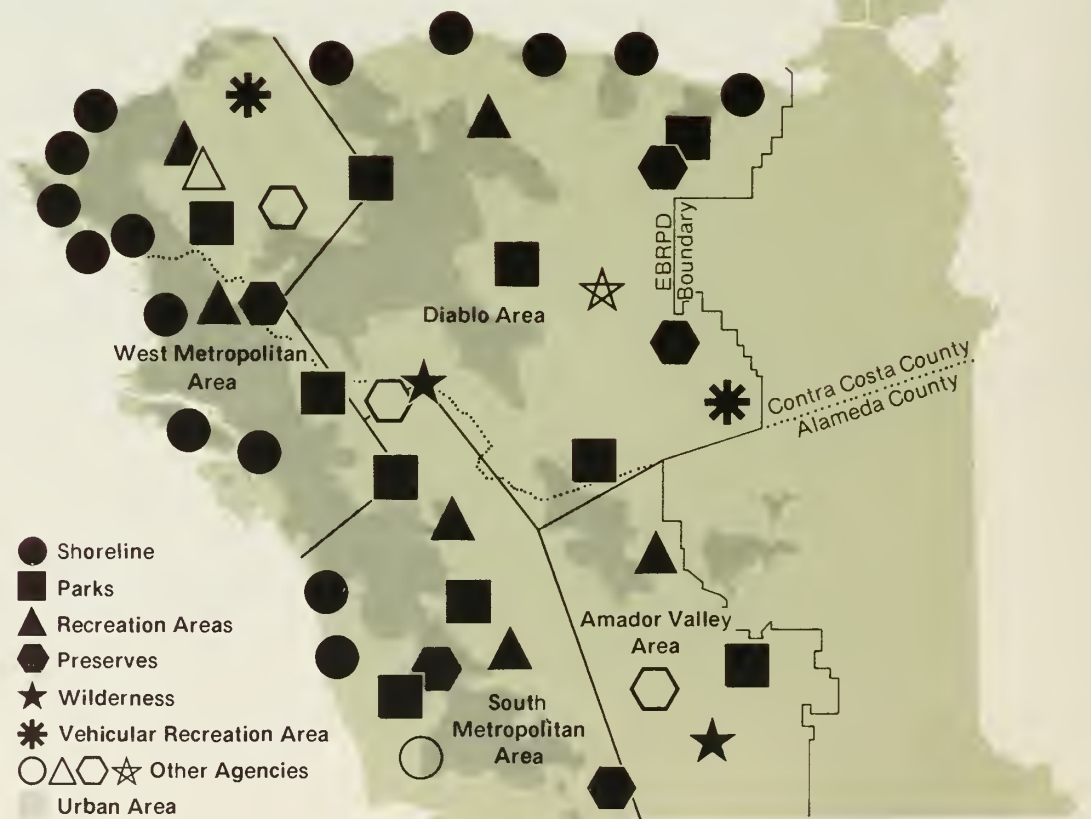 EBRPD
Boundary
Diablo Area
West Metropolitan
Area
Contra Costa County
Alameda County
Shoreline
Parks
Recreation Areas
Preserves
Wilderness
Vehicular Recreation Area
Other Agencies
Urban Area
Amador Valley
Area
South
Metropolitan
Area